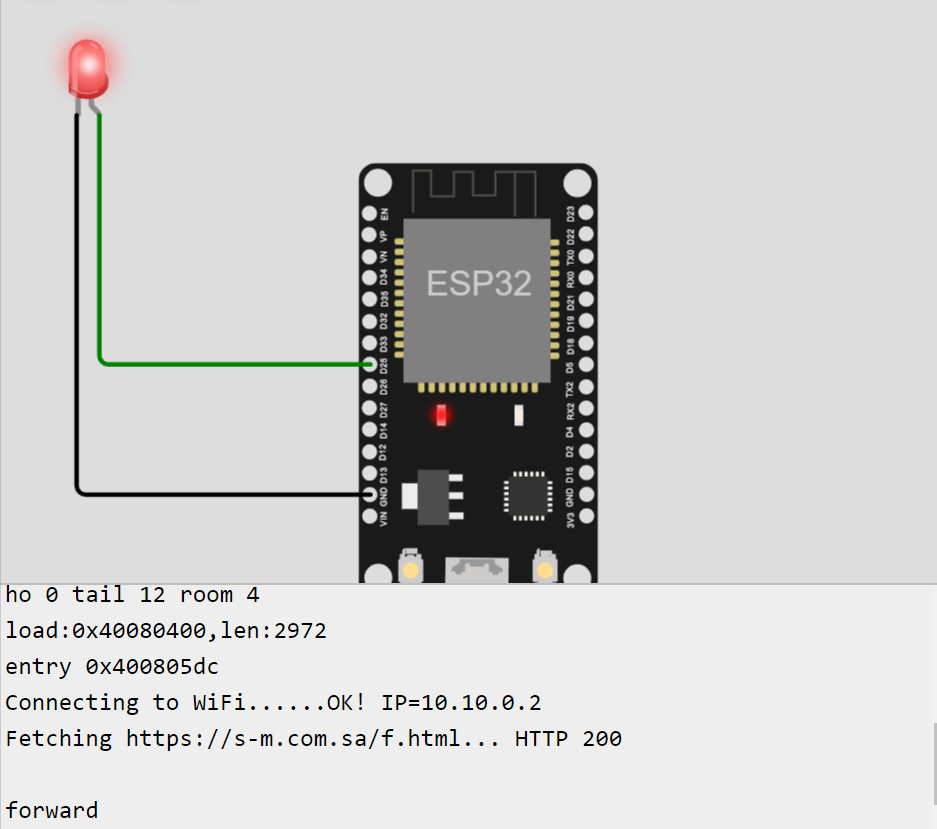 EN
VP
VN
D34
D35
D32
D33
D25
D26
D27
D14
D12
D13
GND
VIN
ESP32
D23
D22
TX0
RX0
D21
D19
D18
D5
TX2
RX2
D4
D2
D15
GND
3V3
ho 0 tail 12 room 4
load:0x40080400,len:2972
entry 0x400805dc
Connecting to WiFi......OK! IP=10.10.0.2
Fetching https://s-m.com.sa/f.html... HTTP 200
forward